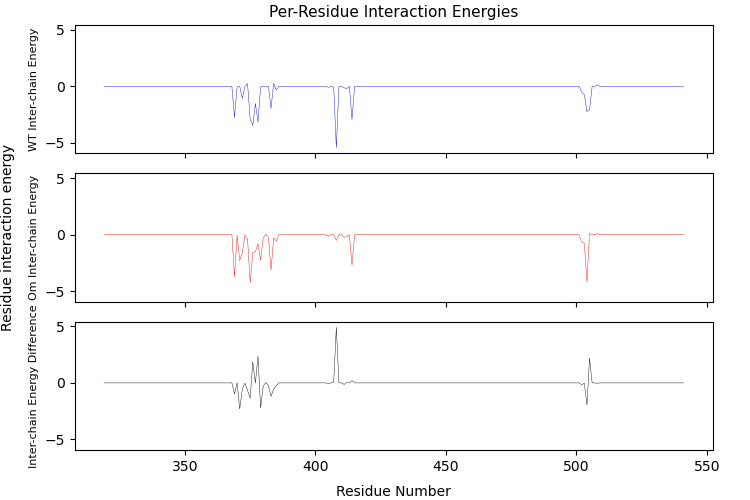 Per-Residue Interaction Energies
Residue interaction energy
WT Inter-chain Energy
5
0
−5
Om Inter-chain Energy
5
0
−5
Inter-chain Energy Difference
5
0
−5
350
400
450
500
550
Residue Number